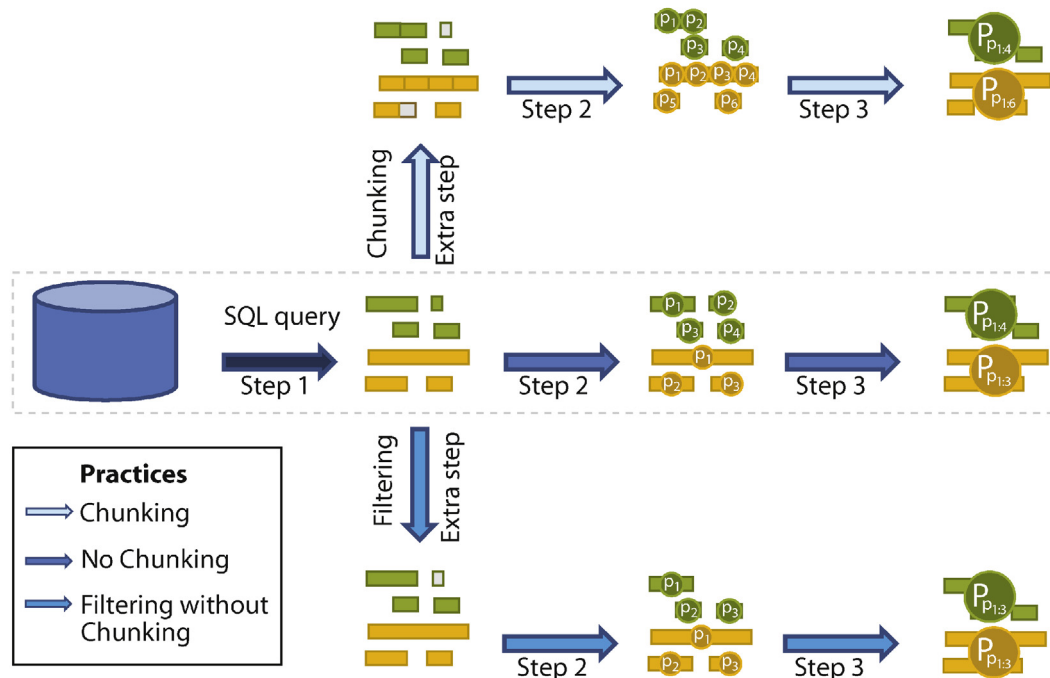 p1 p2
p3 p4
p1 p2 p3 p4
p5 p6
Step 2
Step 3
Pp1:4
Pp1:6
Chunking
Extra step
SQL query
Step 1
p1 p2
p3 p4
p1
p2 p3
Step 2
Step 3
Pp1:4
Pp1:3
Filtering
Extra step
Practices
Chunking
No Chunking
Filtering without
Chunking
p1
p2 p3
p1
p2 p3
Step 2
Step 3
Pp1:3
Pp1:3